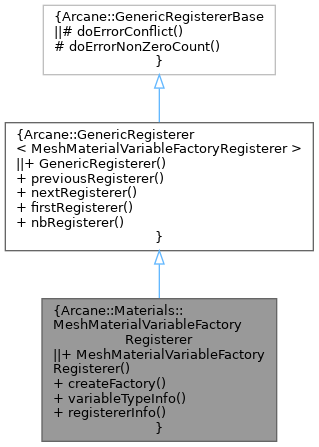 {Arcane::GenericRegistererBase
||# doErrorConflict()
# doErrorNonZeroCount()
}
{Arcane::GenericRegisterer
< MeshMaterialVariableFactoryRegisterer >
||+ GenericRegisterer()
+ previousRegisterer()
+ nextRegisterer()
+ firstRegisterer()
+ nbRegisterer()
}
{Arcane::Materials::
MeshMaterialVariableFactory
Registerer
||+ MeshMaterialVariableFactory
Registerer()
+ createFactory()
+ variableTypeInfo()
+ registererInfo()
}